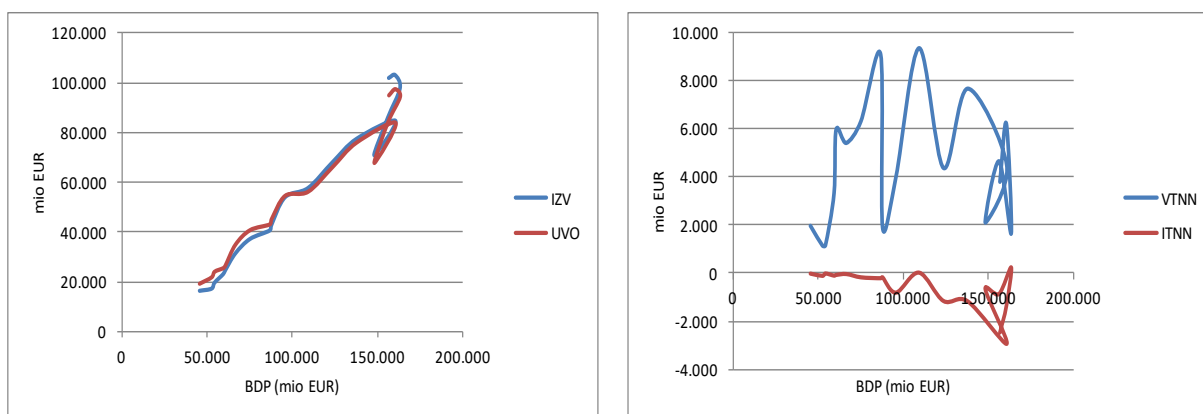 120.000
100.000
80.000
60.000
40.000
20.000
0
mio EUR
0 50.000 100.000 150.000 200.000
BDP (mio EUR)
IZV
UVO
10.000
8.000
6.000
4.000
2.000
0
-2.000
-4.000
mio EUR
0 50.000 100.000 150.000 200.000
BDP (mio EUR)
VTNN
ITNN